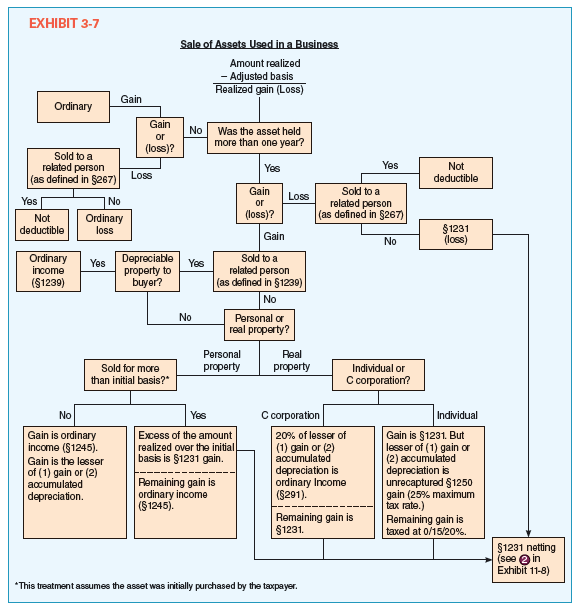 EXHIBIT 3-7
Sale of Assets Used in a Business
Amount realized
– Adjusted basis
Realized gain (Loss)
Ordinary
Gain
Gain
or
(loss)?
No
Was the asset held
more than one year?
Sold to a
related person
(as defined in §267)
Loss
Yes
No
Not
deductible
Ordinary
loss
Yes
Gain
or
(loss)?
Loss
Sold to a
related person
(as defined in §267)
Yes
Not
deductible
No
§1231
(loss)
Gain
Ordinary
income
(§1239)
Yes
Depreciable
property to
buyer?
Yes
Sold to a
related person
(as defined in §1239)
No
No
Personal or
real property?
Personal
property
Real
property
Sold for more
than initial basis?*
Individual or
C corporation?
No
Yes
C corporation
Individual
Gain is ordinary
income (§1245).
Gain is the lesser
of (1) gain or (2)
accumulated
depreciation.
Excess of the amount
realized over the initial
basis is §1231 gain.
Remaining gain is
ordinary income
(§1245).
20% of lesser of
(1) gain or (2)
accumulated
depreciation is
ordinary Income
(§291).
Remaining gain is
§1231.
Gain is §1231. But
lesser of (1) gain or
(2) accumulated
depreciation is
unrecaptured §1250
gain (25% maximum
tax rate.)
Remaining gain is
taxed at 0/15/20%.
§1231 netting
(see 2 in
Exhibit 11-8)
*This treatment assumes the asset was initially purchased by the taxpayer.